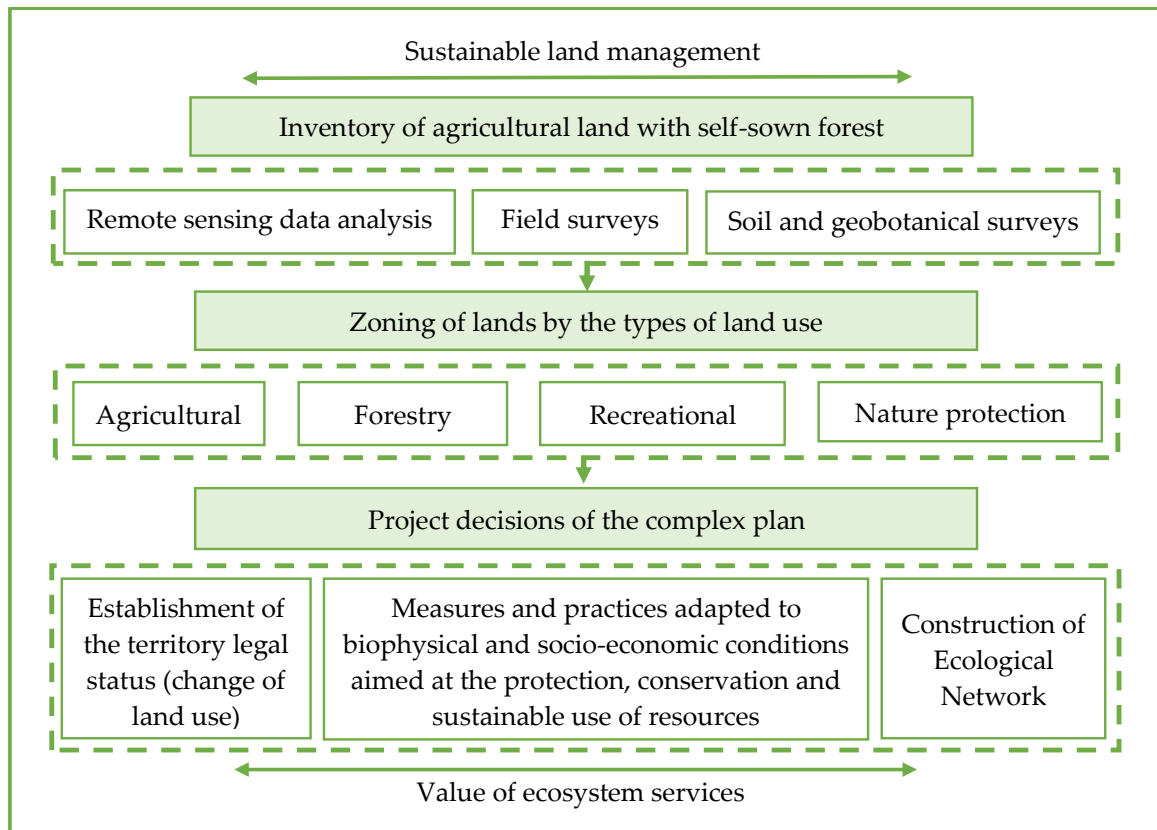 Sustainable land management
Inventory of agricultural land with self-sown forest
Remote sensing data analysis
Field surveys
Soil and geobotanical surveys
Zoning of lands by the types of land use
Agricultural
Forestry
Recreational
Nature protection
Project decisions of the complex plan
Establishment of
the territory legal
status (change of
land use)
Measures and practices adapted to
biophysical and socio-economic conditions
aimed at the protection, conservation and
sustainable use of resources
Construction of
Ecological
Network
Value of ecosystem services